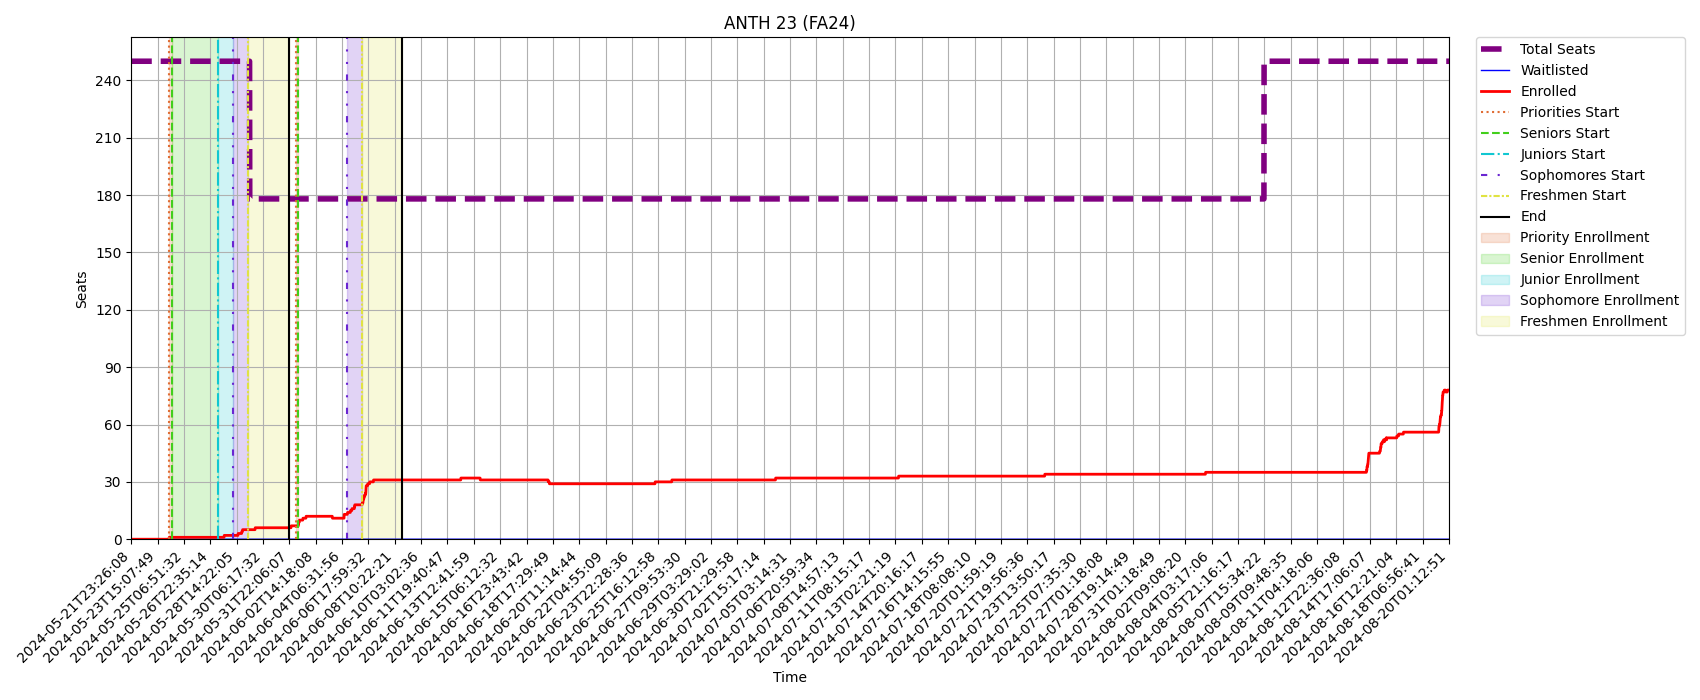 ANTH 23 (FA24)
Seats
240
210
180
150
120
90
60
30
0
2024-05-21T23:26:08
2024-05-23T15:07:49
2024-05-25T06:51:32
2024-05-26T22:35:14
2024-05-28T14:22:05
2024-05-30T06:17:32
2024-05-31T22:06:07
2024-06-02T14:18:08
2024-06-04T06:31:56
2024-06-06T17:59:32
2024-06-08T10:22:21
2024-06-10T03:02:36
2024-06-11T19:40:47
2024-06-13T12:41:59
2024-06-15T06:12:32
2024-06-16T23:43:42
2024-06-18T17:29:49
2024-06-20T11:14:44
2024-06-22T04:55:09
2024-06-23T22:28:36
2024-06-25T16:12:58
2024-06-27T09:53:30
2024-06-29T03:29:02
2024-06-30T21:29:58
2024-07-02T15:17:14
2024-07-05T03:14:31
2024-07-06T20:59:34
2024-07-08T14:57:13
2024-07-11T08:15:17
2024-07-13T02:21:19
2024-07-14T20:16:17
2024-07-16T14:15:55
2024-07-18T08:08:10
2024-07-20T01:59:19
2024-07-21T19:56:36
2024-07-23T13:50:17
2024-07-25T07:35:30
2024-07-27T01:18:08
2024-07-28T19:14:49
2024-07-31T01:18:49
2024-08-02T09:08:20
2024-08-04T03:17:06
2024-08-05T21:16:17
2024-08-07T15:34:22
2024-08-09T09:48:35
2024-08-11T04:18:06
2024-08-12T22:36:08
2024-08-14T17:06:07
2024-08-16T12:21:04
2024-08-18T06:56:41
2024-08-20T01:12:51
Time
Total Seats
Waitlisted
Enrolled
Priorities Start
Seniors Start
Juniors Start
Sophomores Start
Freshmen Start
End
Priority Enrollment
Senior Enrollment
Junior Enrollment
Sophomore Enrollment
Freshmen Enrollment